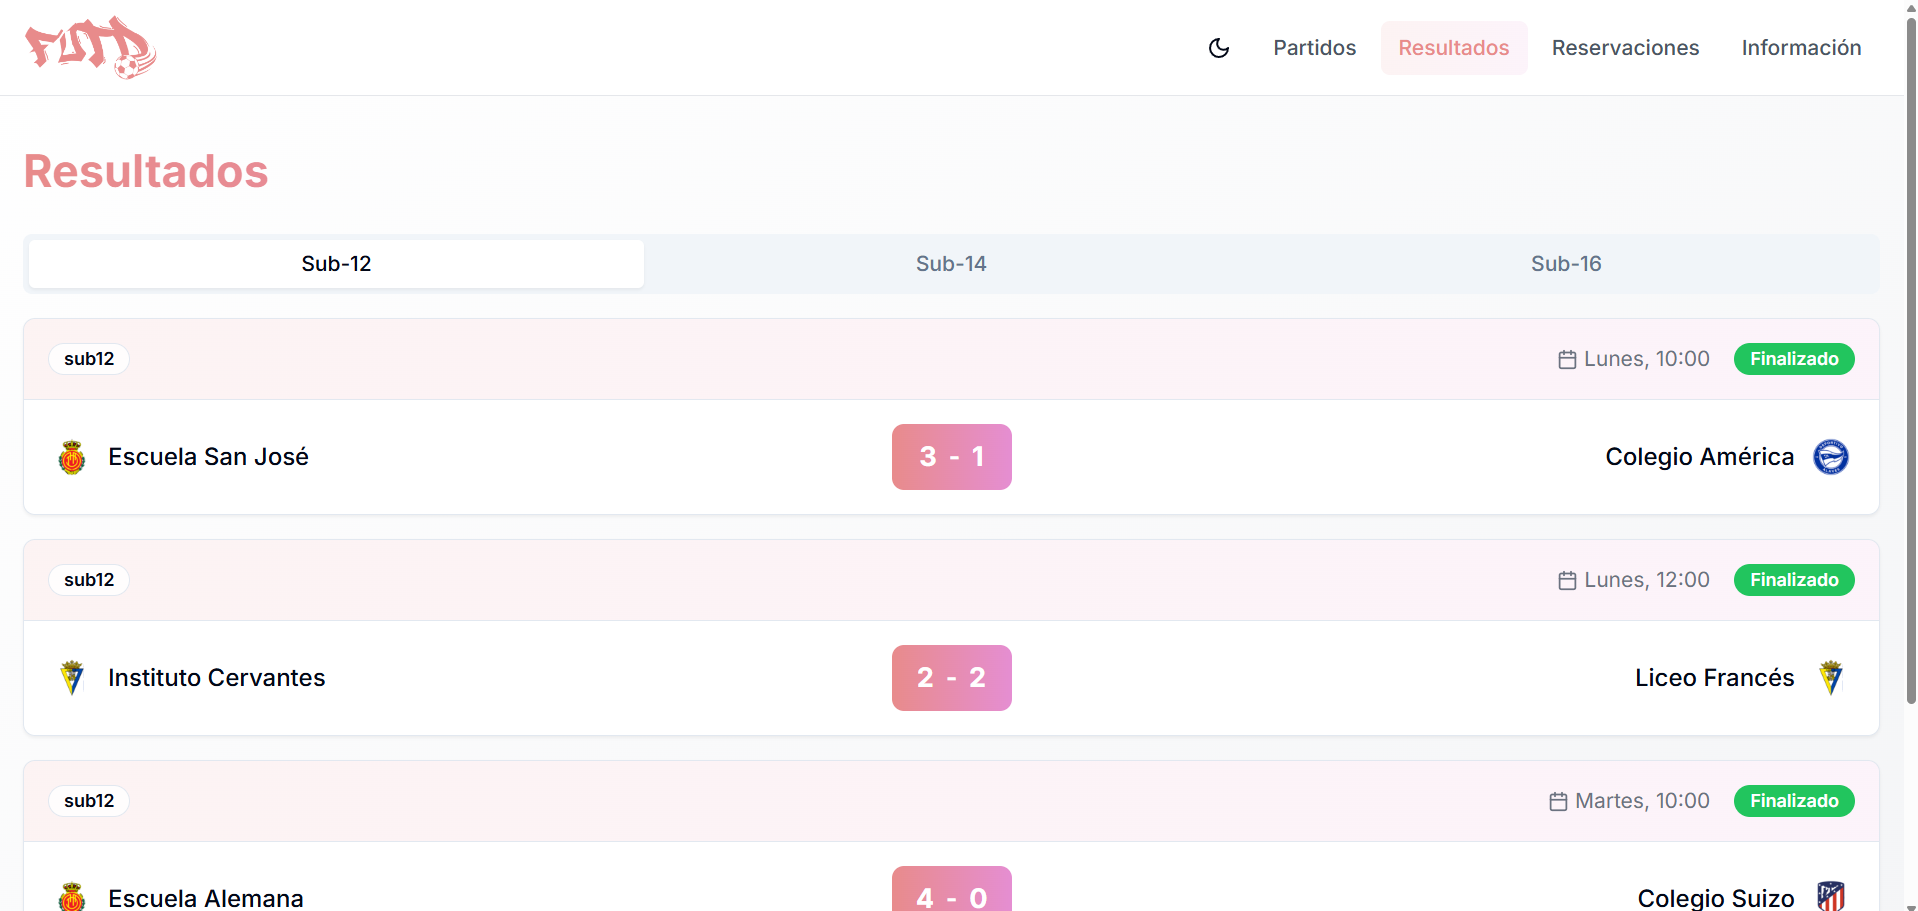 FUTD
Partidos
Resultados
Reservaciones
Información
Resultados
Sub-12
Sub-14
Sub-16
sub12
Lunes, 10:00
Finalizado
Escuela San José
3 - 1
Colegio América
sub12
Lunes, 12:00
Finalizado
Instituto Cervantes
2 - 2
Liceo Francés
sub12
Martes, 10:00
Finalizado
Escuela Alemana
4 - 0
Colegio Suizo